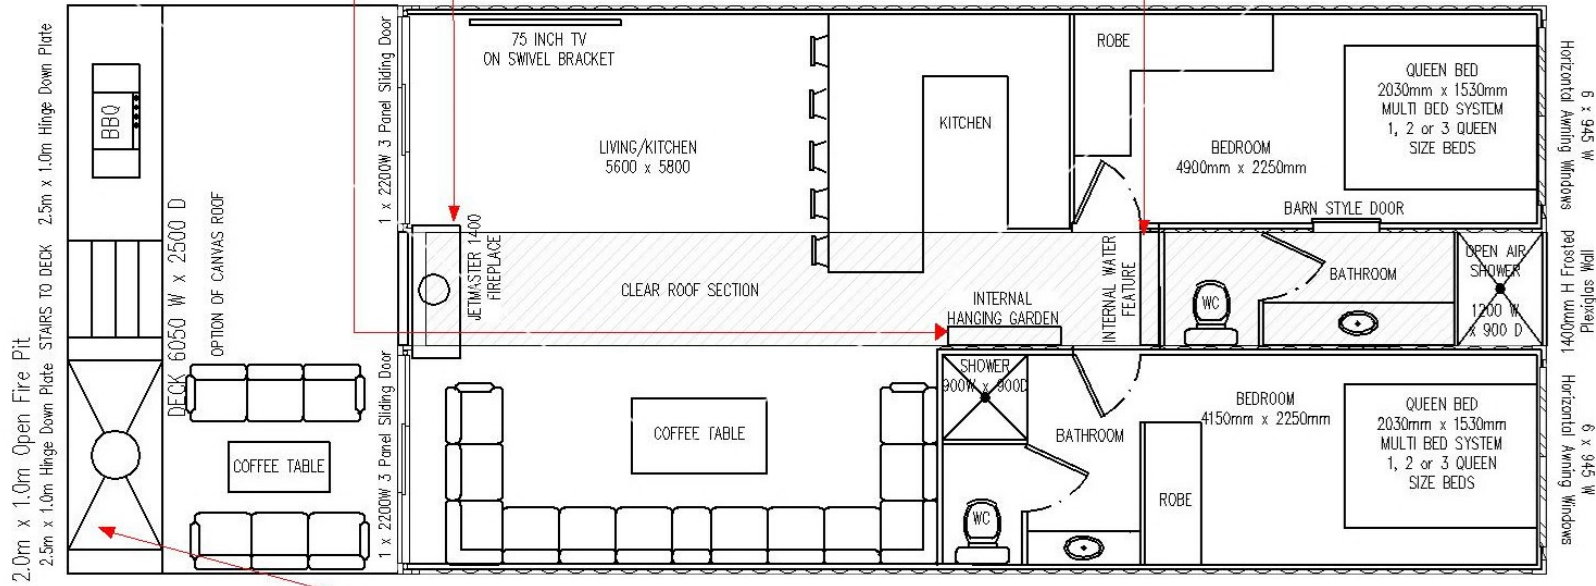 2.5m x 1.0m Hinge Down Plate
STAIRS TO DECK
2.5m x 1.0m Hinge Down Plate
2.0m x 1.0m Open Fire Pit
BBQ
DECK 6050 W x 2500 D
OPTION OF CANVAS ROOF
COFFEE TABLE
1 x 2200W 3 Panel Sliding Door
1 x 2200W 3 Panel Sliding Door
75 INCH TV
ON SWIVEL BRACKET
LIVING/KITCHEN
5600 x 5800
JETMASTER 1400
FIREPLACE
CLEAR ROOF SECTION
COFFEE TABLE
KITCHEN
INTERNAL
HANGING GARDEN
INTERNAL WATER
FEATURE
ROBE
BEDROOM
4900mm x 2250mm
QUEEN BED
2030mm x 1530mm
MULTI BED SYSTEM
1, 2 or 3 QUEEN
SIZE BEDS
BARN STYLE DOOR
WC
BATHROOM
OPEN AIR
SHOWER
1200 W
x 900 D
SHOWER
900W x 900D
BATHROOM
WC
ROBE
BEDROOM
4150mm x 2250mm
QUEEN BED
2030mm x 1530mm
MULTI BED SYSTEM
1, 2 or 3 QUEEN
SIZE BEDS
6 x 945 W
Horizontal Awning Windows
1400mm H Frosted
Plexiglas Wall
6 x 945 W
Horizontal Awning Windows